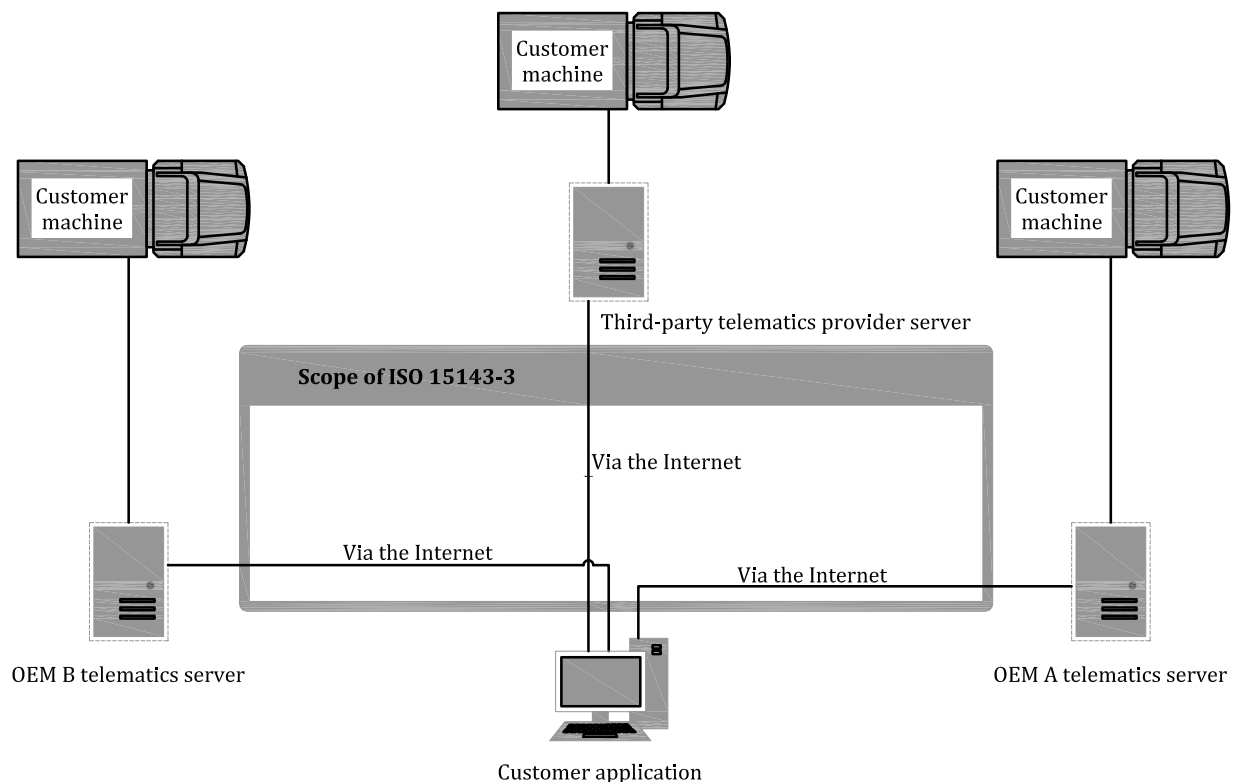 Customer
machine
Customer
machine
Customer
machine
Third-party telematics provider server
Scope of ISO 15143-3
Via the Internet
Via the Internet
Via the Internet
OEM B telematics server
OEM A telematics server
Customer application